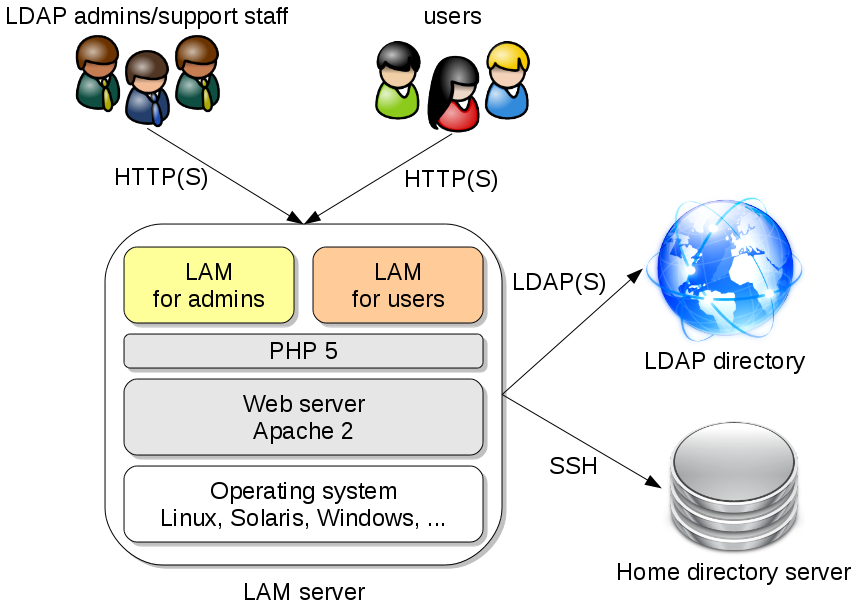 LDAP admins/support staff
users
HTTP(S)
HTTP(S)
LAM
for admins
LAM
for users
PHP 5
Web server
Apache 2
Operating system
Linux, Solaris, Windows, ...
LAM server
LDAP(S)
LDAP directory
SSH
Home directory server